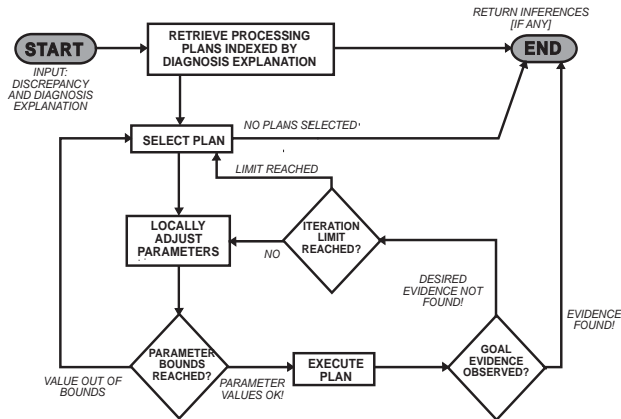 START
INPUT:
DISCREPANCY
AND DIAGNOSIS
EXPLANATION
RETRIEVE PROCESSING
PLANS INDEXED BY
DIAGNOSIS EXPLANATION
RETURN INFERENCES
[IF ANY]
END
SELECT PLAN
NO PLANS SELECTED
LIMIT REACHED
LOCALLY
ADJUST
PARAMETERS
NO
ITERATION
LIMIT
REACHED?
DESIRED
EVIDENCE NOT
FOUND!
EVIDENCE
FOUND!
PARAMETER
BOUNDS
REACHED?
VALUE OUT OF
BOUNDS
PARAMETER
VALUES OK!
EXECUTE
PLAN
GOAL
EVIDENCE
OBSERVED?